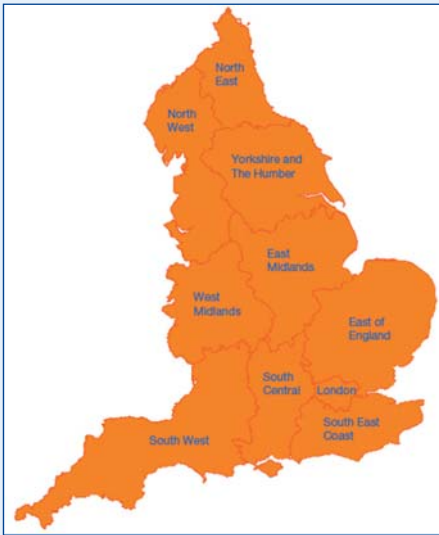 North
East
North
West
Yorkshire and
The Humber
East
Midlands
West
Midlands
East of
England
South
Central
London
South East
Coast
South West